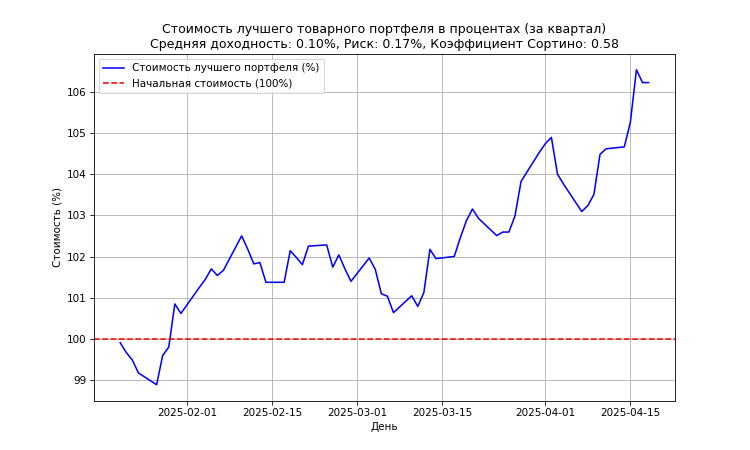 Стоимость лучшего товарного портфеля в процентах (за квартал)
Средняя доходность: 0.10%, Риск: 0.17%, Коэффициент Сортино: 0.58
Стоимость лучшего портфеля (%)
Начальная стоимость (100%)
Стоимость (%)
106
105
104
103
102
101
100
99
2025-02-01 2025-02-15 2025-03-01 2025-03-15 2025-04-01 2025-04-15
День